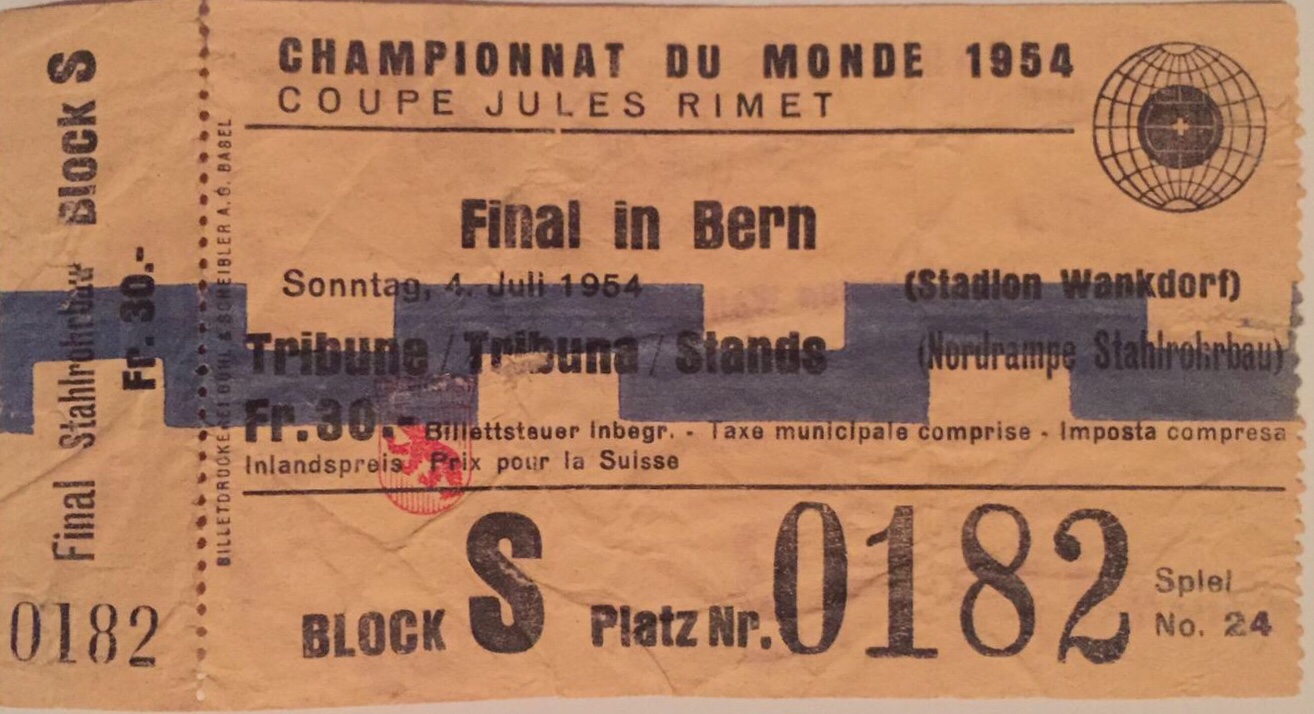 Final Stahlrohrbau Block S
Fr. 30.-
0182
BILLETDRUCKEREI SCHEIBLER A.G. BASEL
CHAMPIONNAT DU MONDE 1954
COUPE JULES RIMET
Final in Bern
Sonntag, 4. Juli 1954 (Stadion Wankdorf)
Tribune / Tribuna / Stands (Nordrampe Stahlrohrbau)
Fr. 30.- Billettsteuer inbegr. - Taxe municipale comprise - Imposta compresa
Inlandspreis Prix pour la Suisse
BLOCK S Platz Nr. 0182
Spiel
No. 24